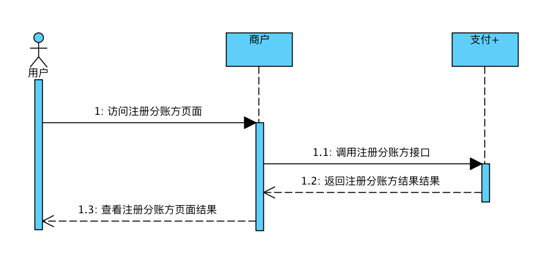 商户
支付+
用户
1: 访问注册分账方页面
1.1: 调用注册分账方接口
1.2: 返回注册分账方结果结果
1.3: 查看注册分账方页面结果